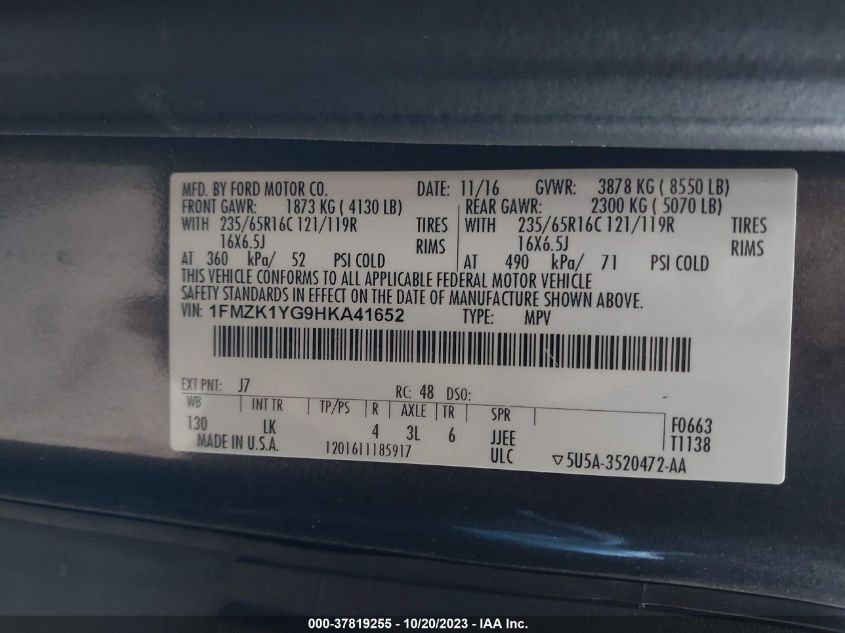 MFD. BY FORD MOTOR CO. DATE: 11/16 GVWR: 3878 KG ( 8550 LB)
FRONT GAWR: 1873 KG ( 4130 LB) REAR GAWR: 2300 KG ( 5070 LB)
WITH 235/65R16C 121/119R TIRES WITH 235/65R16C 121/119R TIRES
16X6.5J RIMS 16X6.5J RIMS
AT 360 kPa/ 52 PSI COLD AT 490 kPa/ 71 PSI COLD
THIS VEHICLE CONFORMS TO ALL APPLICABLE FEDERAL MOTOR VEHICLE
SAFETY STANDARDS IN EFFECT ON THE DATE OF MANUFACTURE SHOWN ABOVE.
VIN: 1FMZK1YG9HKA41652 TYPE: MPV
EXT PNT: J7 RC: 48 DSO:
WB INT TR TP/PS R AXLE TR SPR
130 LK 4 3L 6 JJEE F0663
MADE IN U.S.A. 1201611185917 ULC T1138
▽5U5A-3520472-AA
000-37819255 - 10/20/2023 - IAA Inc.